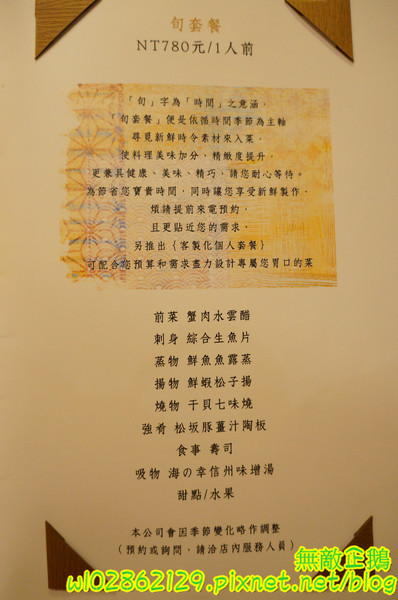 旬套餐
NT780元/1人前
「旬」字為「時間」之意涵，
「旬套餐」便是依循時間季節為主軸
尋覓新鮮時令素材來入菜。
使料理美味加分，精緻度提升，
更兼具健康、美味、精巧，請您耐心等待。
為節省您寶貴時間，同時讓您享受新鮮製作，
煩請提前來電預約，
且更貼近您的需求。
另推出｛客製化個人套餐｝
可配合您預算和需求盡力設計專屬您胃口的菜
前菜 蟹肉水雲醋
刺身 綜合生魚片
蒸物 鮮魚魚露蒸
揚物 鮮蝦松子揚
燒物 干貝七味燒
強肴 松坂豚薑汁陶板
食事 壽司
吸物 海の幸信州味增湯
甜點/水果
本公司會因季節變化略作調整
（預約或詢問，請洽店內服務人員）
無敵企鵝
w102862129.pixnet.net/blog